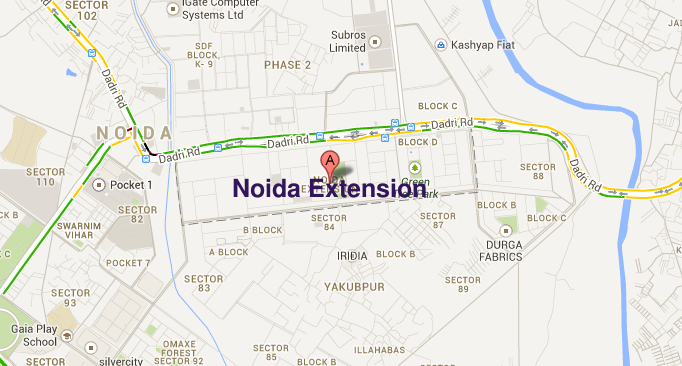 SECTOR
102
iGate Computer
Systems Ltd
Subros
Limited
Kashyap Fiat
SDF
BLOCK,
K- 9
PHASE 2
Dadri Rd
BLOCK C
Dadri Rd
NOIDA
Dadri Rd
Dadri Rd
BLOCK D
A
SECTOR
110
Pocket 1
SECTOR
88
Dadri Rd
Green
Park
Noida Extension
SECTOR
82
SWARNIM
VIHAR
SECTOR
84
SECTOR
87
BLOCK B
B BLOCK
A BLOCK
IRIDIA
BLOCK B
DURGA
FABRICS
POCKET 7
SECTOR
83
YAKUBPUR
SECTOR
89
SECTOR
93
Gaia Play
School
OMAXE
FOREST
SECTOR 92
silvercity
SECTOR
SECTOR
85
BLOCK B
ILLAHABAS
SECTOR